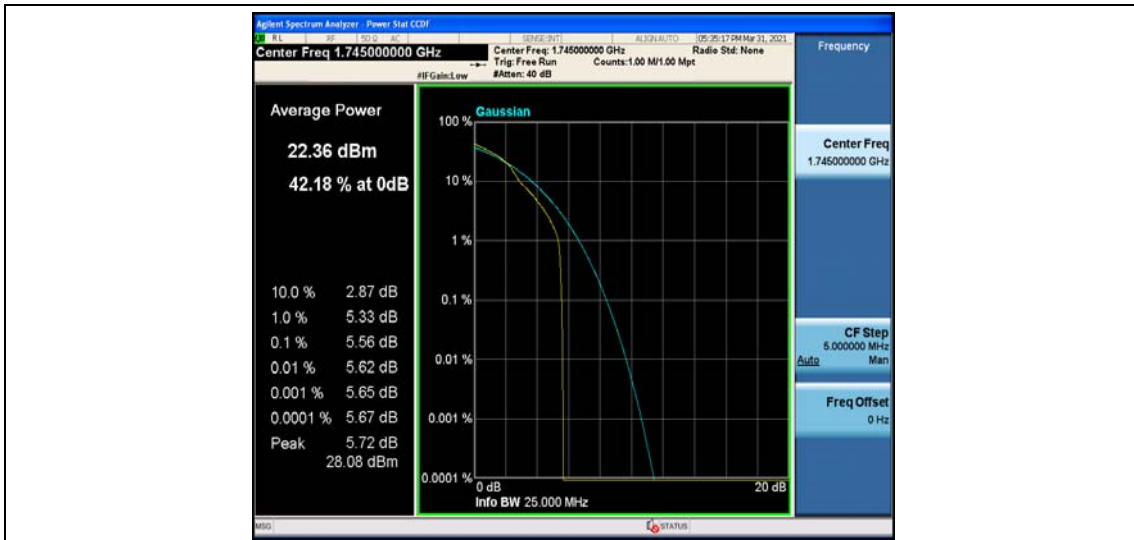 Agilent Spectrum Analyzer - Power Stat CCDF
RL RF 50 Ω AC SENSE:INT ALIGN AUTO 05:35:17 PM Mar 31, 2021
Center Freq 1.745000000 GHz
Center Freq: 1.745000000 GHz Radio Std: None
Trig: Free Run Counts:1.00 M/1.00 Mpt
#IFGain:Low #Atten: 40 dB
Frequency
Average Power
22.36 dBm
42.18 % at 0dB
10.0 % 2.87 dB
1.0 % 5.33 dB
0.1 % 5.56 dB
0.01 % 5.62 dB
0.001 % 5.65 dB
0.0001 % 5.67 dB
Peak 5.72 dB
28.08 dBm
Gaussian
100 %
10 %
1 %
0.1 %
0.01 %
0.001 %
0.0001 %
0 dB 20 dB
Info BW 25.000 MHz
Center Freq
1.745000000 GHz
CF Step
5.000000 MHz
Auto Man
Freq Offset
0 Hz
MSG STATUS